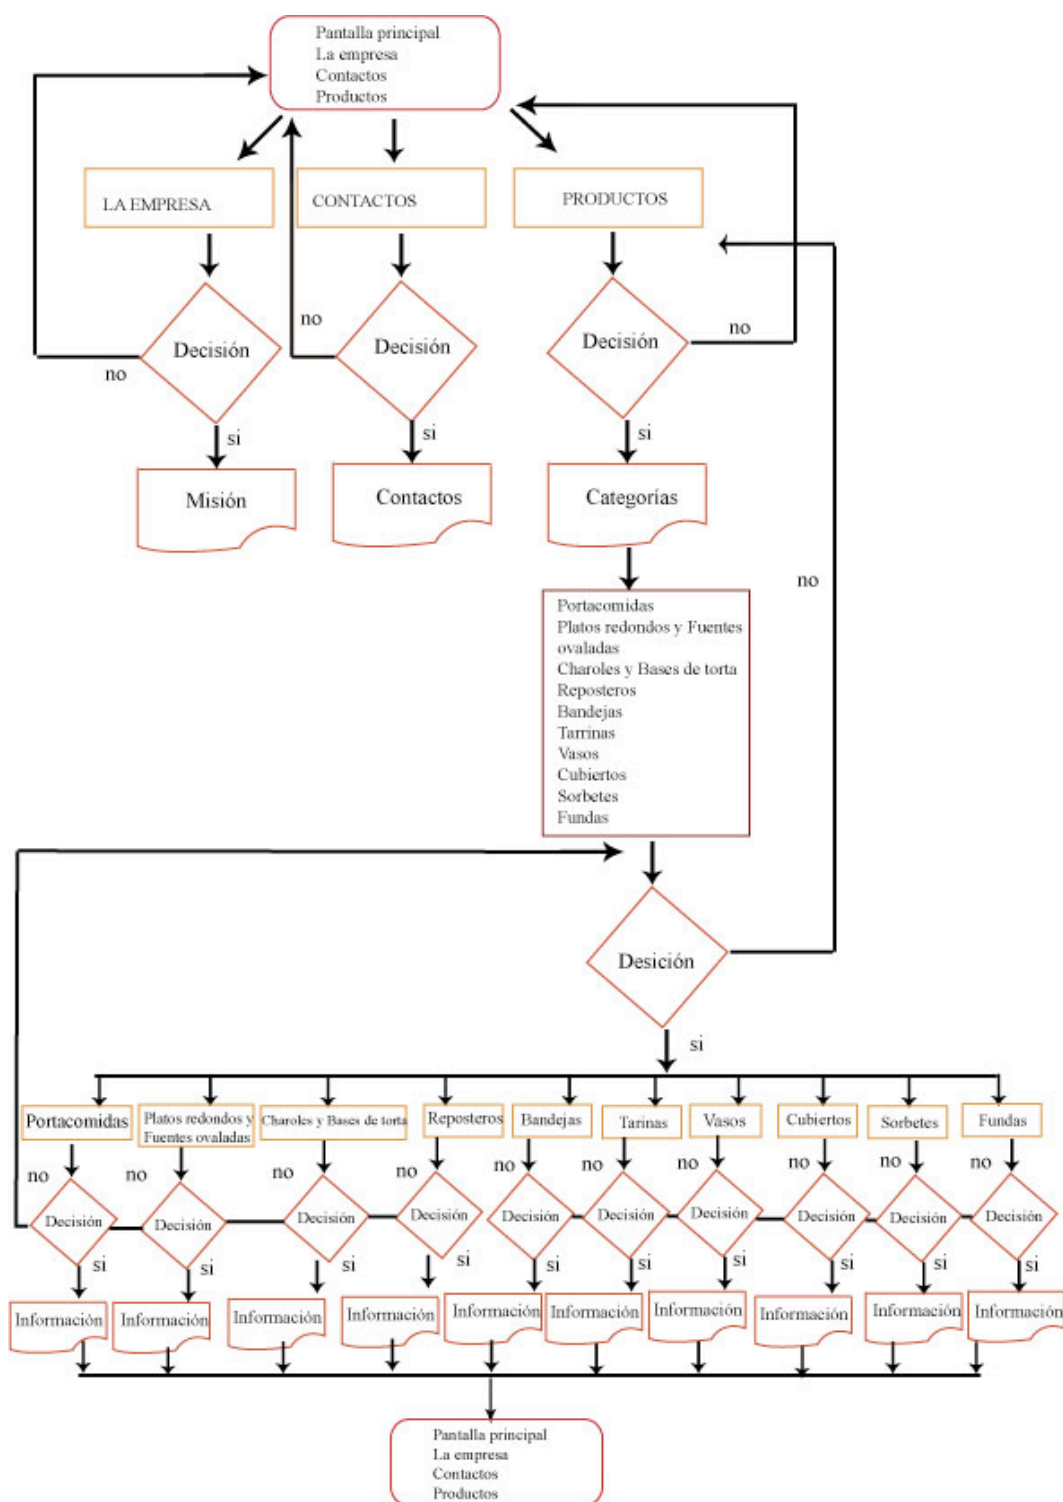 Pantalla principal
La empresa
Contactos
Productos
LA EMPRESA
CONTACTOS
PRODUCTOS
Decisión
Decisión
Decisión
no
no
no
si
si
si
Misión
Contactos
Categorías
no
Portacomidas
Platos redondos y Fuentes
ovaladas
Charoles y Bases de torta
Reposteros
Bandejas
Tarrinas
Vasos
Cubiertos
Sorbetes
Fundas
Desición
si
Portacomidas
Platos redondos y
Fuentes ovaladas
Charoles y Bases de torta
Reposteros
Bandejas
Tarinas
Vasos
Cubiertos
Sorbetes
Fundas
no
no
no
no
no
no
no
no
no
no
Decisión
Decisión
Decisión
Decisión
Decisión
Decisión
Decisión
Decisión
Decisión
Decisión
si
si
si
si
si
si
si
si
si
si
Información
Información
Información
Información
Información
Información
Información
Información
Información
Información
Pantalla principal
La empresa
Contactos
Productos